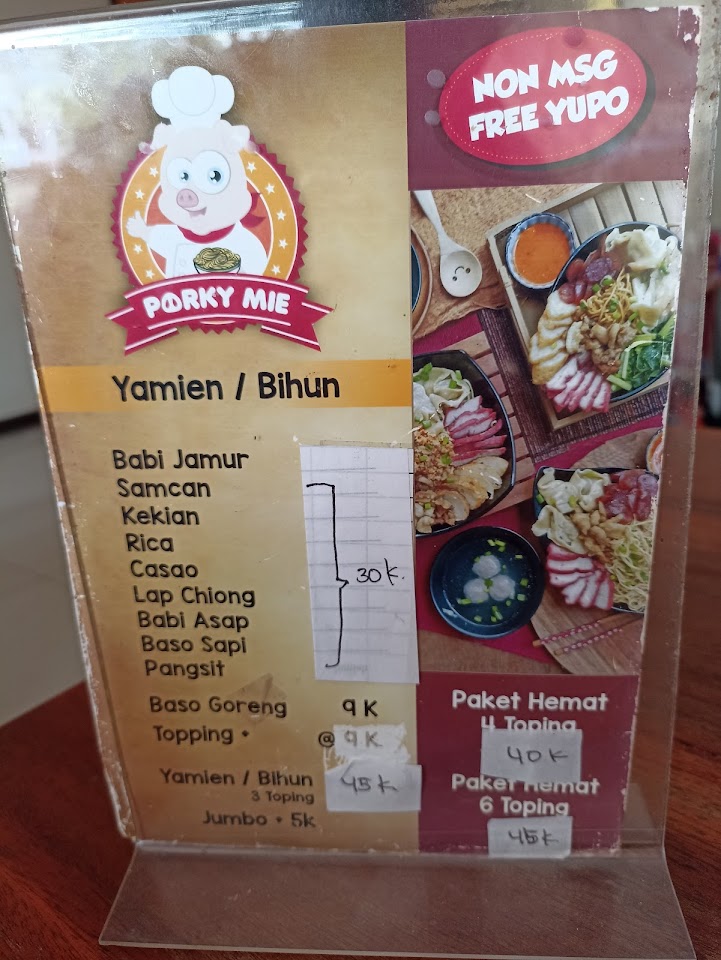 PORKY MIE
Yamien / Bihun
Babi Jamur
Samcan
Kekian
Rica
Casao
Lap Chiong
Babi Asap
Baso Sapi
Pangsit
30K.
Baso Goreng 9K
Topping • @ 9K
Yamien / Bihun 45K
3 Toping
Jumbo • 5k
NON MSG
FREE YUPO
Paket Hemat
4 Toping
40K
Paket Hemat
6 Toping
45K